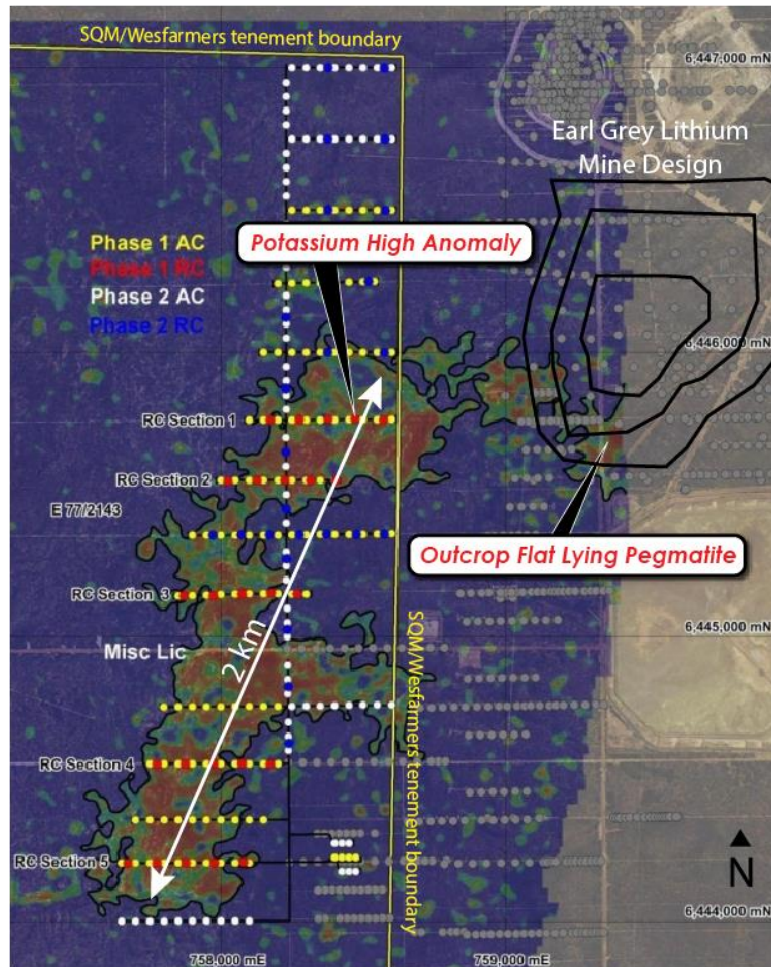 SQM/Wesfarmers tenement boundary
6,447,000 mN
Earl Grey Lithium
Mine Design
Phase 1 AC
Phase 1 RC
Phase 2 AC
Phase 2 RC
Potassium High Anomaly
6,446,000 mN
RC Section 1
RC Section 2
E 77/2143
Outcrop Flat Lying Pegmatite
RC Section 3
6,445,000 mN
Misc Lic
2 km
SQM/Wesfarmers tenement boundary
RC Section 4
RC Section 5
N
6,444,000 mN
758,000 mE
759,000 mE